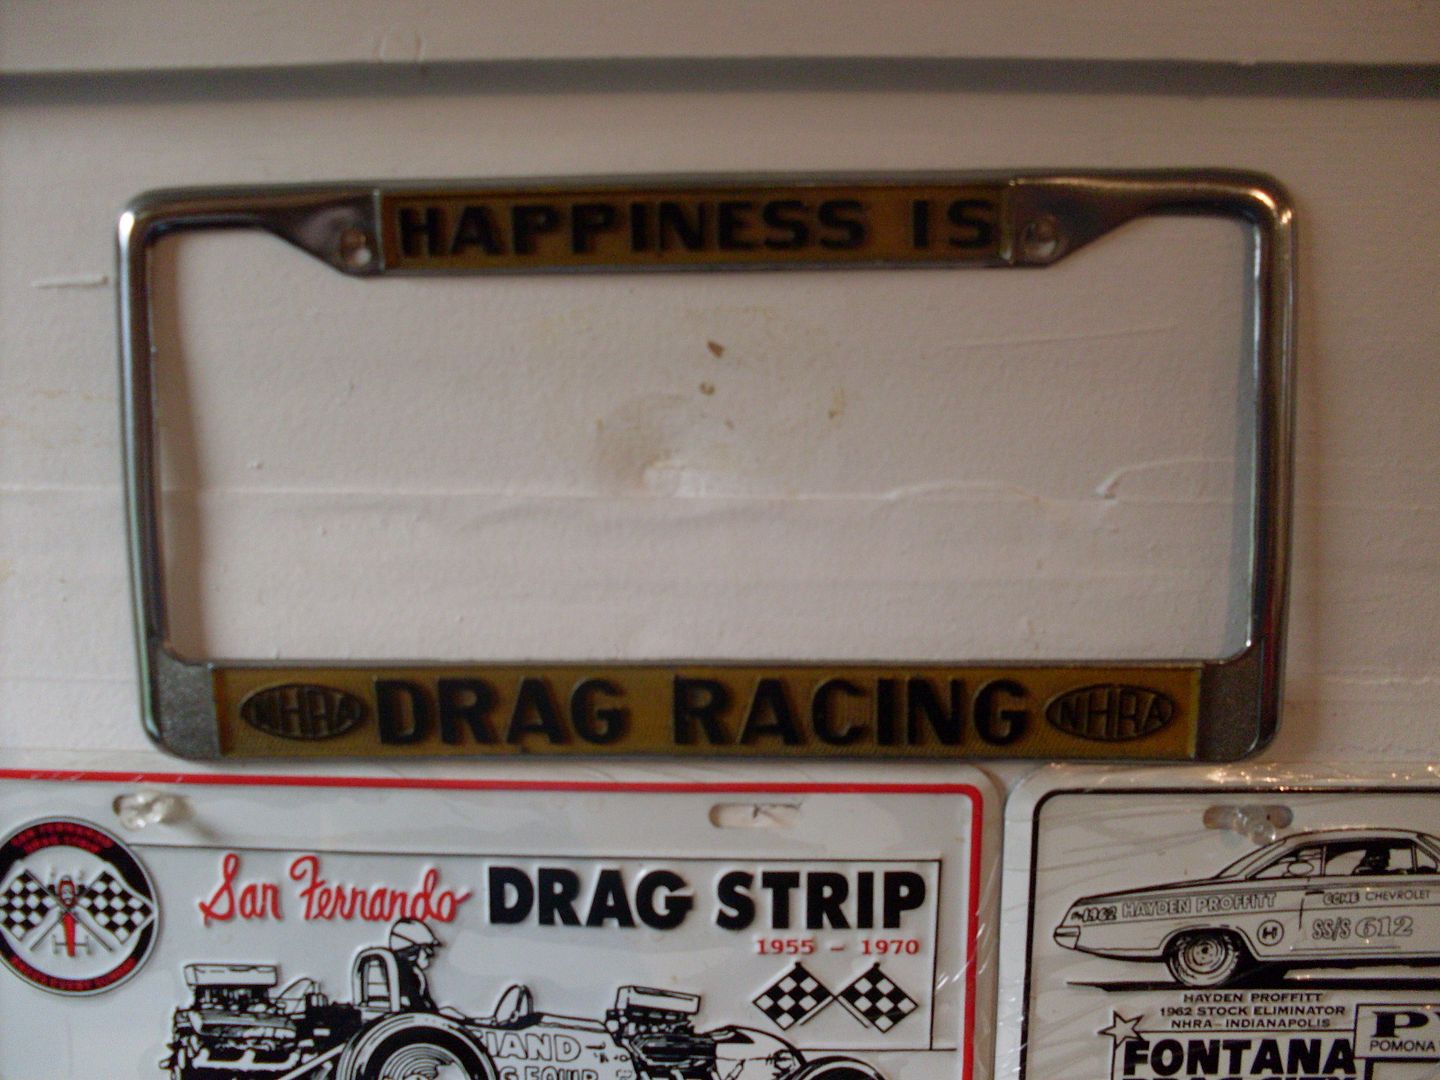 HAPPINESS IS
NHRA DRAG RACING NHRA
San Fernando DRAG STRIP
1955 - 1970
HAYDEN PROFFITT
CHEVROLET
SS/S 612
HAYDEN PROFFITT
1962 STOCK ELIMINATOR
NHRA-INDIANAPOLIS
FONTANA
POMONA